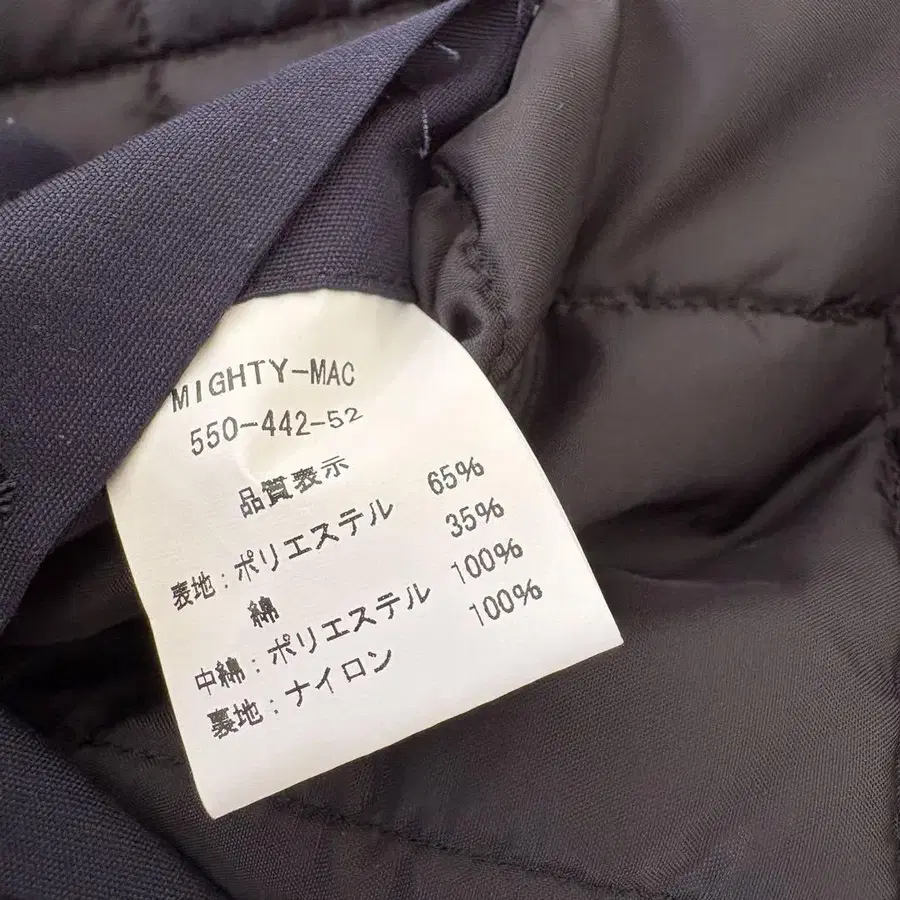 MIGHTY-MAC
550-442-52
品質表示
表地:ポリエステル 65%
綿 35%
中綿:ポリエステル 100%
裏地:ナイロン 100%